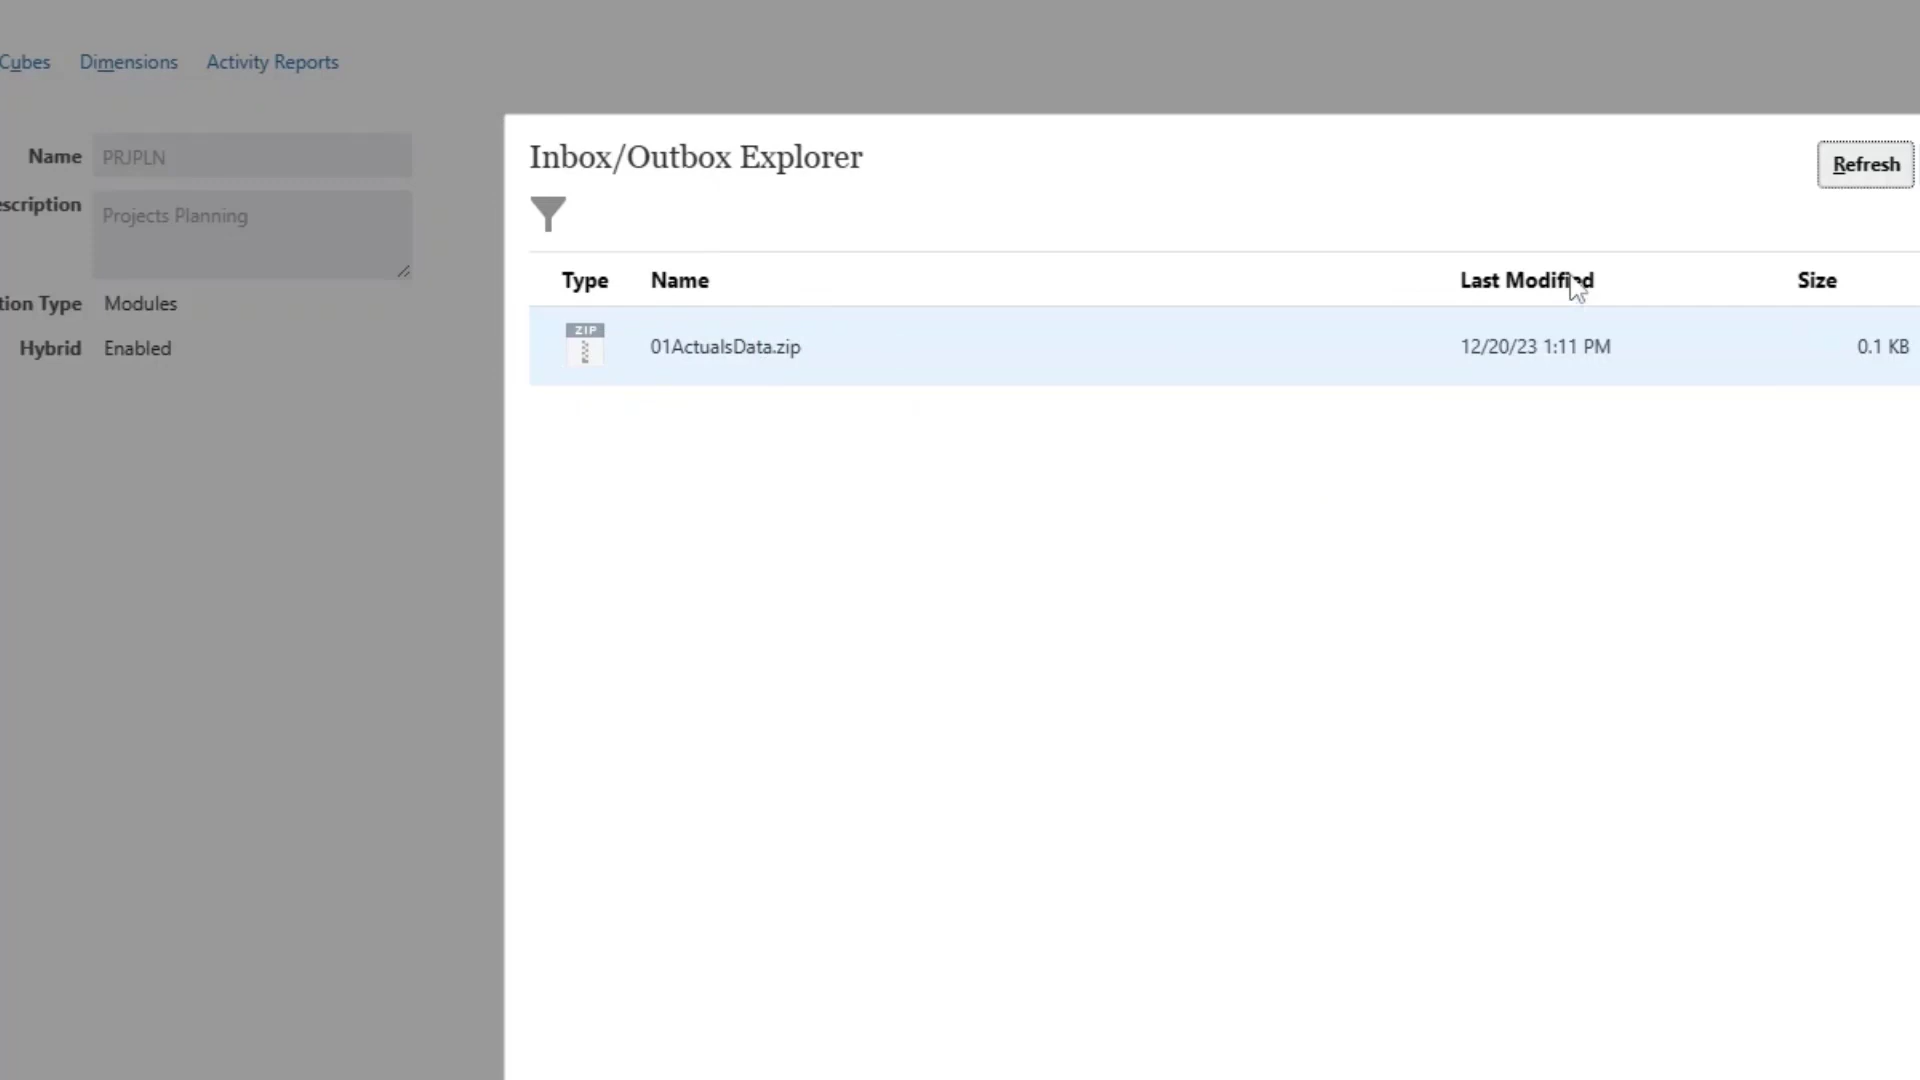 Cubes Dimensions Activity Reports
Name PRJPLN
escription Projects Planning
tion Type Modules
Hybrid Enabled
Inbox/Outbox Explorer
Refresh
Type Name Last Modified Size
ZIP 01ActualsData.zip 12/20/23 1:11 PM 0.1 KB